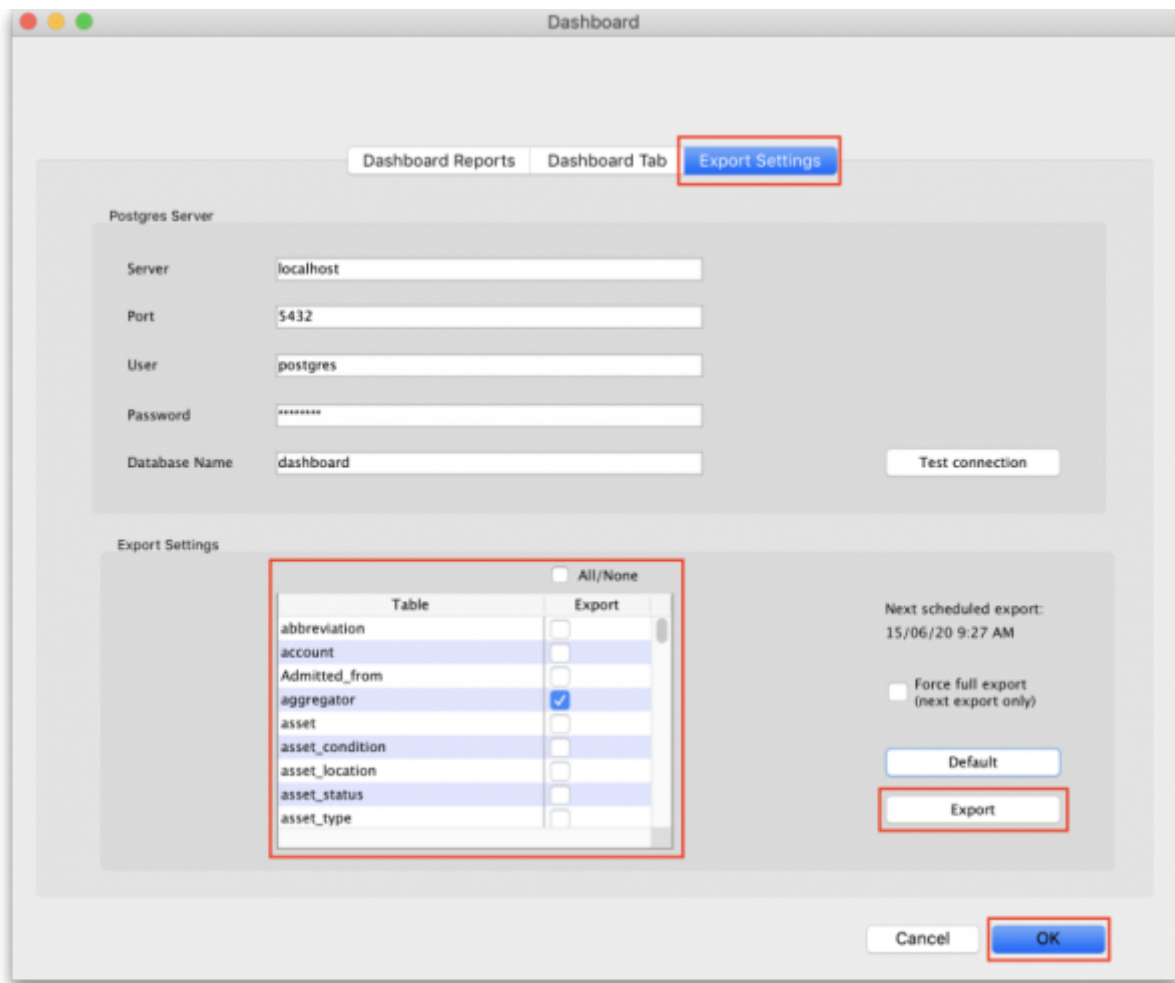 Dashboard
Dashboard Reports Dashboard Tab Export Settings
Postgres Server
Server localhost
Port 5432
User postgres
Password ********
Database Name dashboard Test connection
Export Settings
All/None
Table Export
abbreviation
account
Admitted_from
aggregator
asset
asset_condition
asset_location
asset_status
asset_type
Next scheduled export:
15/06/20 9:27 AM
Force full export
(next export only)
Default
Export
Cancel OK